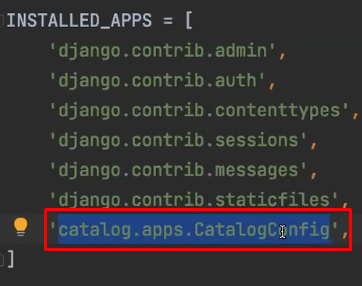 INSTALLED_APPS = [
'django.contrib.admin',
'django.contrib.auth',
'django.contrib.contenttypes',
'django.contrib.sessions',
'django.contrib.messages',
'django.contrib.staticfiles',
'catalog.apps.CatalogConfig',
]